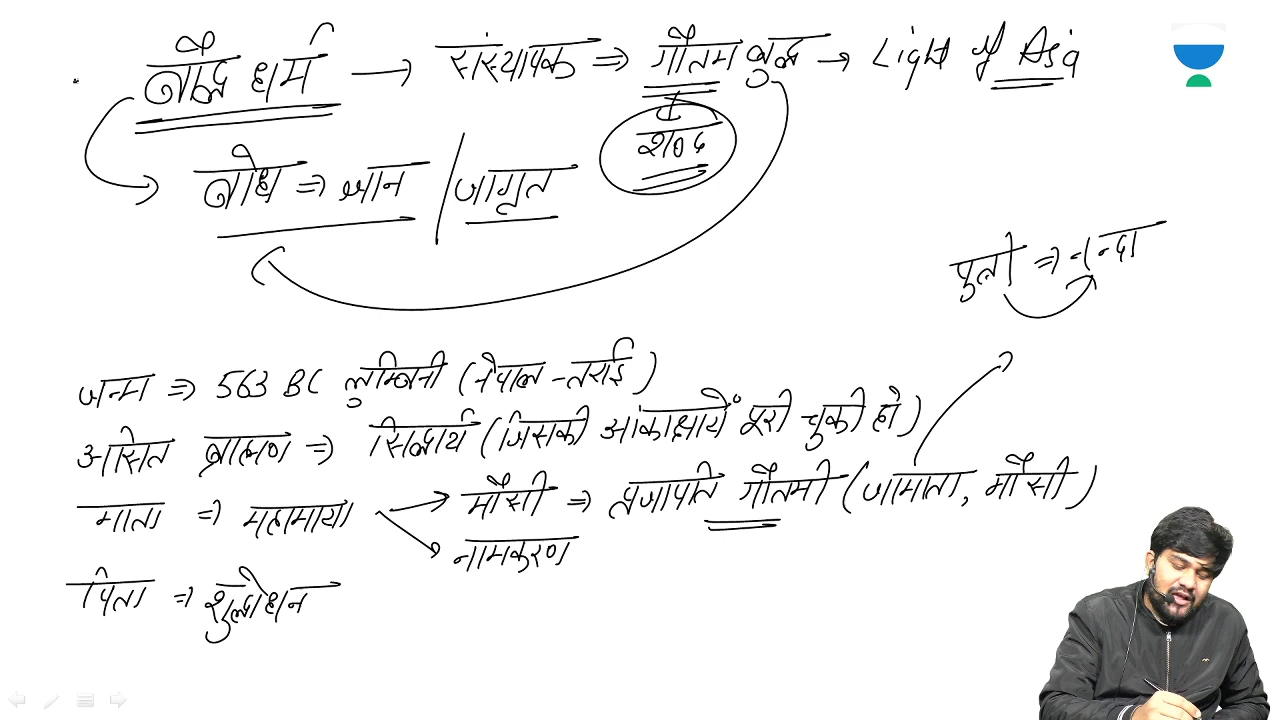 बौद्ध धर्म → संस्थापक ⇒ गौतम बुद्ध → Light of Asia
शब्द
बोध ⇒ ज्ञान / जागृत
पुत्री ⇒ नन्दा
जन्म ⇒ 563 BC लुम्बिनी (नेपाल - तराई)
असित ब्राह्मण ⇒ सिद्धार्थ (जिसकी आंकाक्षायें पूरी चुकी हो)
माता ⇒ महामाया → मौसी ⇒ प्रजापति गौतमी (जामाता, मौसी)
नामकरण
पिता ⇒ शुद्धोधन